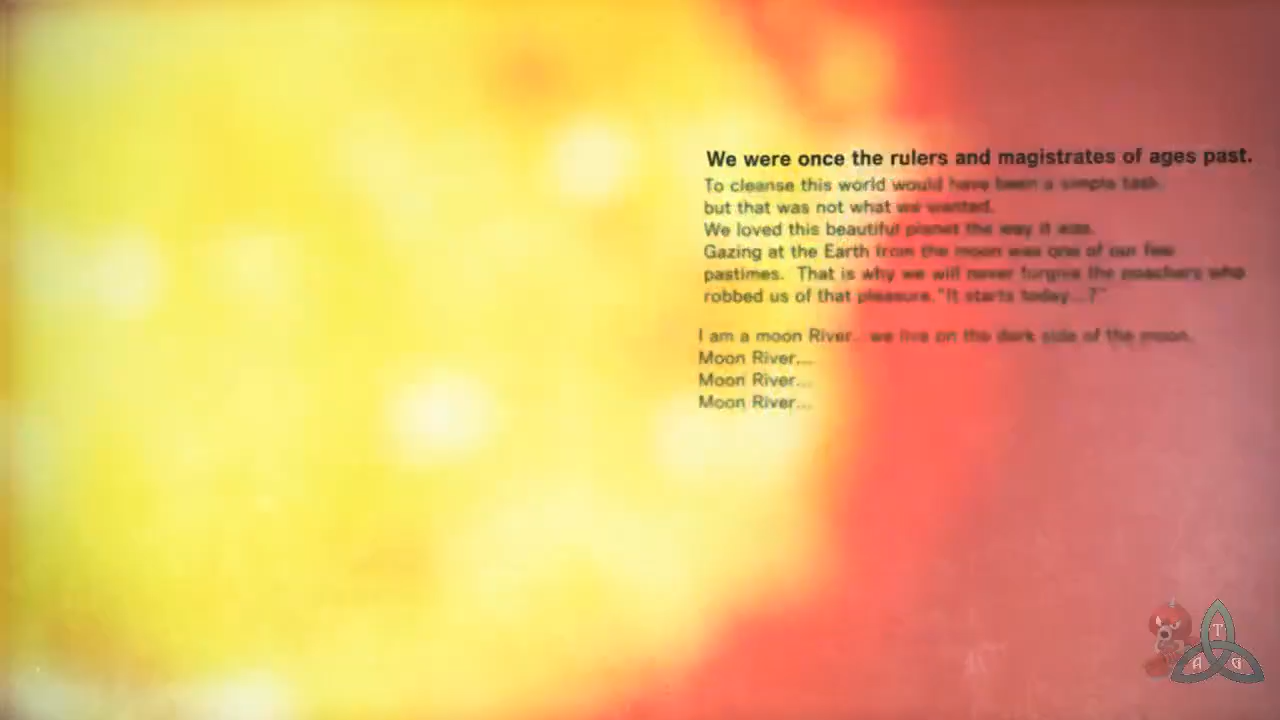 We were once the rulers and magistrates of ages past.
To cleanse this world would have been a simple task.
but that was not what we wanted.
We loved this beautiful planet the way it was.
Gazing at the Earth from the moon was one of our few
pastimes. That is why we will never forgive the poachers who
robbed us of that pleasure. "It starts today...?"
I am a moon River...we live on the dark side of the moon.
Moon River....
Moon River...
Moon River...
T
A G